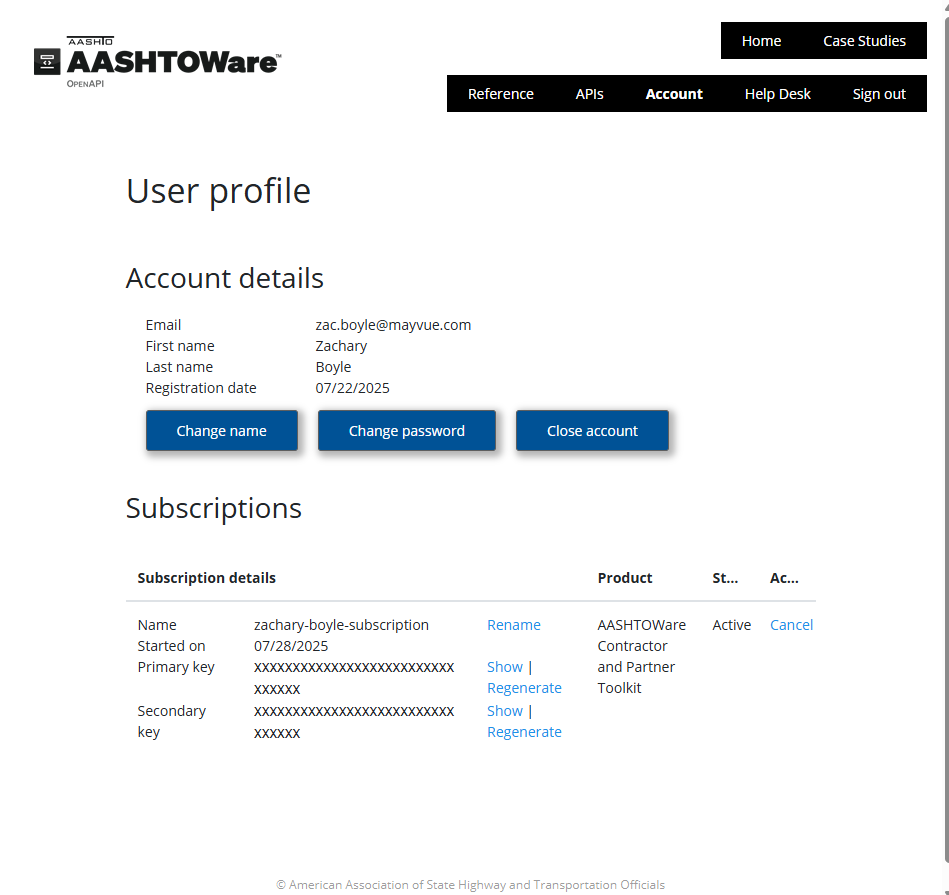 AASHTO
AASHTOWare™
OpenAPI
Home Case Studies
Reference APIs Account Help Desk Sign out
User profile
Account details
Email zac.boyle@mayvue.com
First name Zachary
Last name Boyle
Registration date 07/22/2025
Change name Change password Close account
Subscriptions
Subscription details Product St... Ac...
Name zachary-boyle-subscription Rename AASHTOWare Active Cancel
Started on 07/28/2025 Contractor
Primary key XXXXXXXXXXXXXXXXXXXXXXXXXX Show | and Partner
XXXXXX Regenerate Toolkit
Secondary XXXXXXXXXXXXXXXXXXXXXXXXXX Show |
key XXXXXX Regenerate
© American Association of State Highway and Transportation Officials